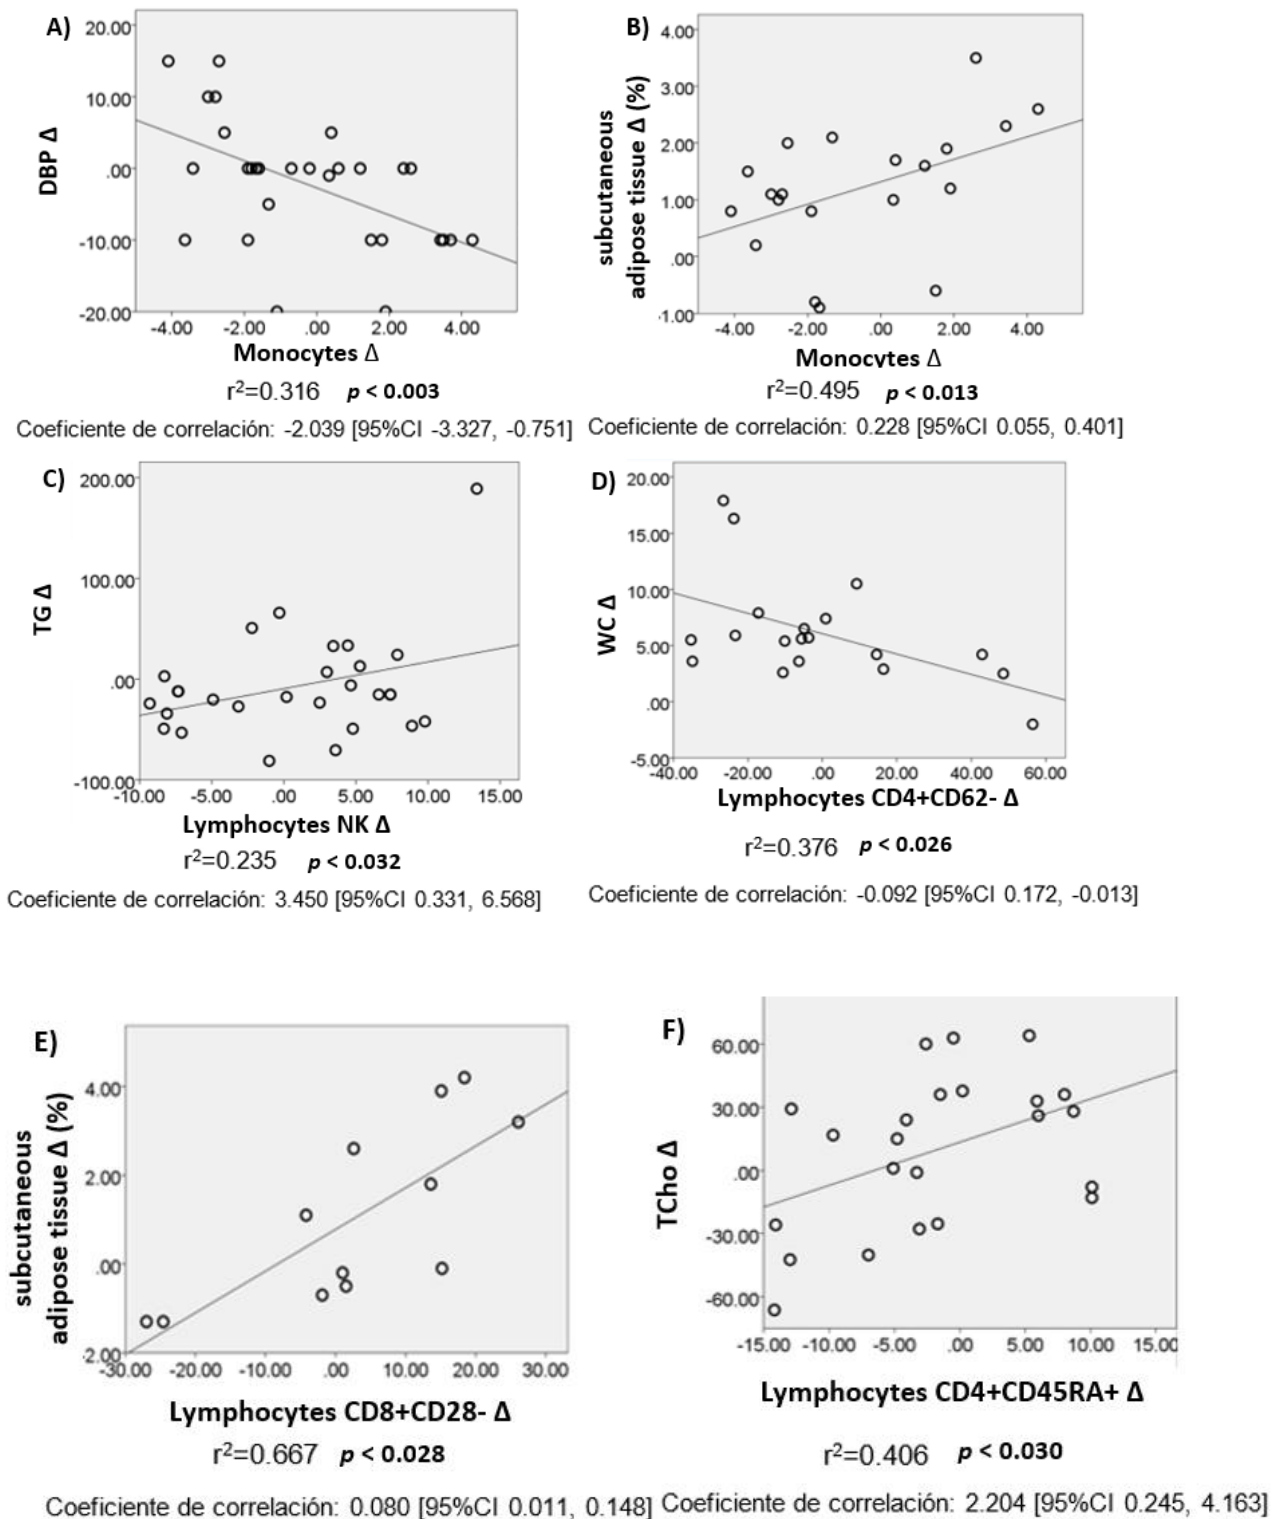 A)
DBP Δ
20.00
10.00
.00
-10.00
-20.00
-4.00 -2.00 .00 2.00 4.00
Monocytes Δ
r²=0.316 p < 0.003
Coeficiente de correlación: -2.039 [95%CI -3.327, -0.751]
B)
subcutaneous
adipose tissue Δ (%)
4.00
3.00
2.00
1.00
.00
-1.00
-4.00 -2.00 .00 2.00 4.00
Monocytes Δ
r²=0.495 p < 0.013
Coeficiente de correlación: 0.228 [95%CI 0.055, 0.401]
C)
TG Δ
200.00
100.00
.00
-100.00
-10.00 -5.00 .00 5.00 10.00 15.00
Lymphocytes NK Δ
r²=0.235 p < 0.032
Coeficiente de correlación: 3.450 [95%CI 0.331, 6.568]
D)
WC Δ
20.00
15.00
10.00
5.00
.00
-5.00
-40.00 -20.00 .00 20.00 40.00 60.00
Lymphocytes CD4+CD62- Δ
r²=0.376 p < 0.026
Coeficiente de correlación: -0.092 [95%CI 0.172, -0.013]
E)
subcutaneous
adipose tissue Δ (%)
4.00
2.00
.00
-2.00
-30.00 -20.00 -10.00 .00 10.00 20.00 30.00
Lymphocytes CD8+CD28- Δ
r²=0.667 p < 0.028
Coeficiente de correlación: 0.080 [95%CI 0.011, 0.148]
F)
TCho Δ
60.00
30.00
.00
-30.00
-60.00
-15.00 -10.00 -5.00 .00 5.00 10.00 15.00
Lymphocytes CD4+CD45RA+ Δ
r²=0.406 p < 0.030
Coeficiente de correlación: 2.204 [95%CI 0.245, 4.163]